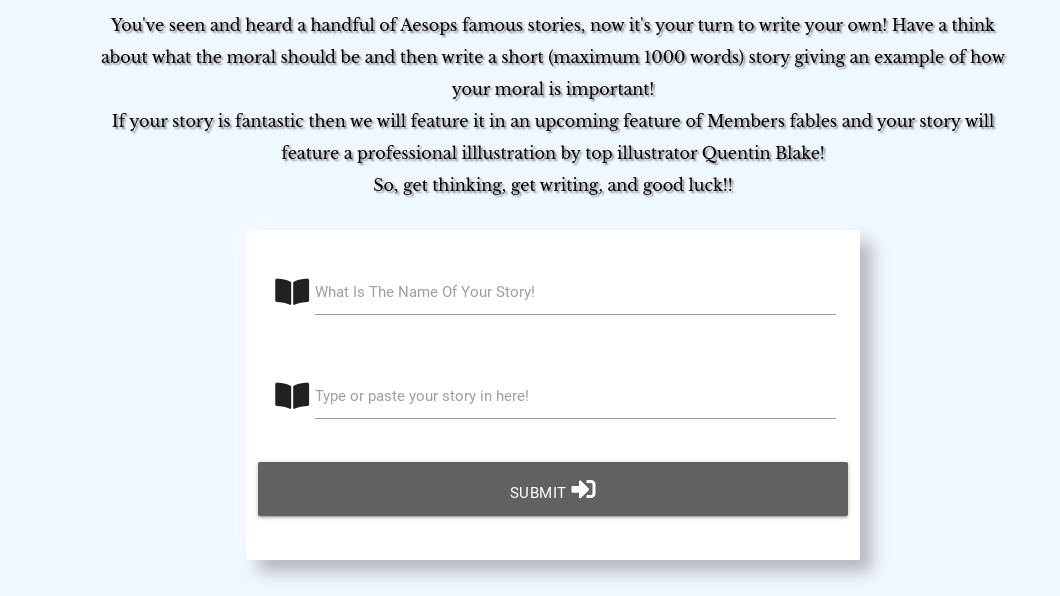 You've seen and heard a handful of Aesops famous stories, now it's your turn to write your own! Have a think
about what the moral should be and then write a short (maximum 1000 words) story giving an example of how
your moral is important!
If your story is fantastic then we will feature it in an upcoming feature of Members fables and your story will
feature a professional illlustration by top illustrator Quentin Blake!
So, get thinking, get writing, and good luck!!
What Is The Name Of Your Story!
Type or paste your story in here!
SUBMIT